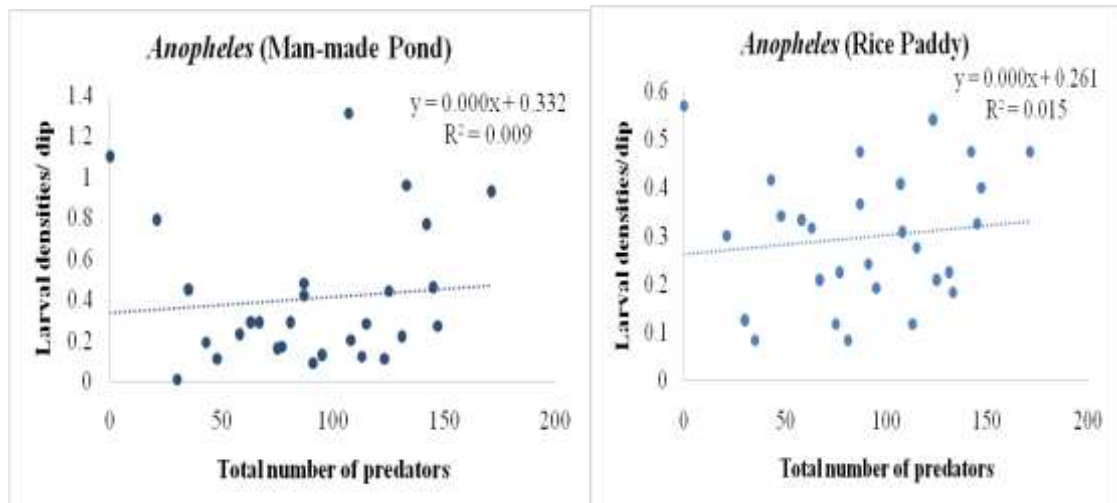 Anopheles (Man-made Pond)
y = 0.000x + 0.332
R² = 0.009
1.4
1.2
1
0.8
0.6
0.4
0.2
0
Larval densities/ dip
0 50 100 150 200
Total number of predators
Anopheles (Rice Paddy)
y = 0.000x + 0.261
R² = 0.015
0.6
0.5
0.4
0.3
0.2
0.1
0
Larval densities/dip
0 50 100 150 200
Total number of predators